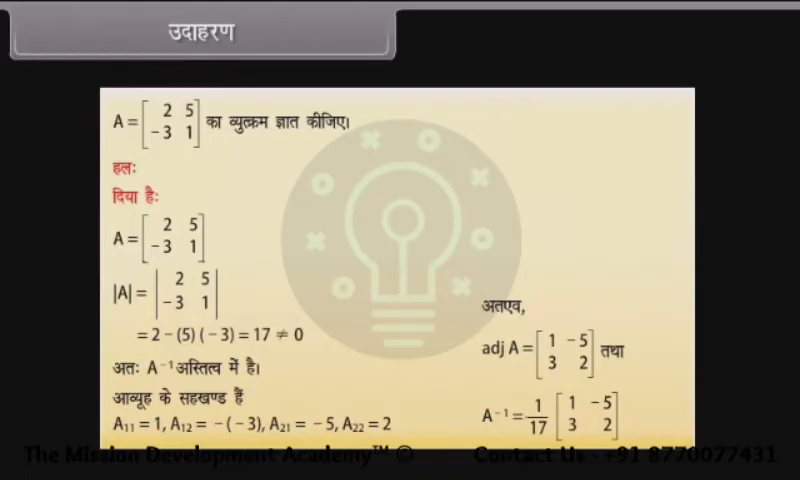 उदाहरण
A = [ 2 5 ] का व्युत्क्रम ज्ञात कीजिए।
[ -3 1 ]
हलः
दिया हैः
A = [ 2 5 ]
[ -3 1 ]
|A| = | 2 5 |
| -3 1 |
= 2 - (5) (- 3) = 17 ≠ 0
अतः A⁻¹ अस्तित्व में है।
आव्यूह के सहखण्ड हैं
A₁₁ = 1, A₁₂ = - (- 3), A₂₁ = - 5, A₂₂ = 2
अतएव,
adj A = [ 1 -5 ] तथा
[ 3 2 ]
A⁻¹ = 1/17 [ 1 -5 ]
[ 3 2 ]
The Mission Development Academy™ © Contact Us - +91 8770077431